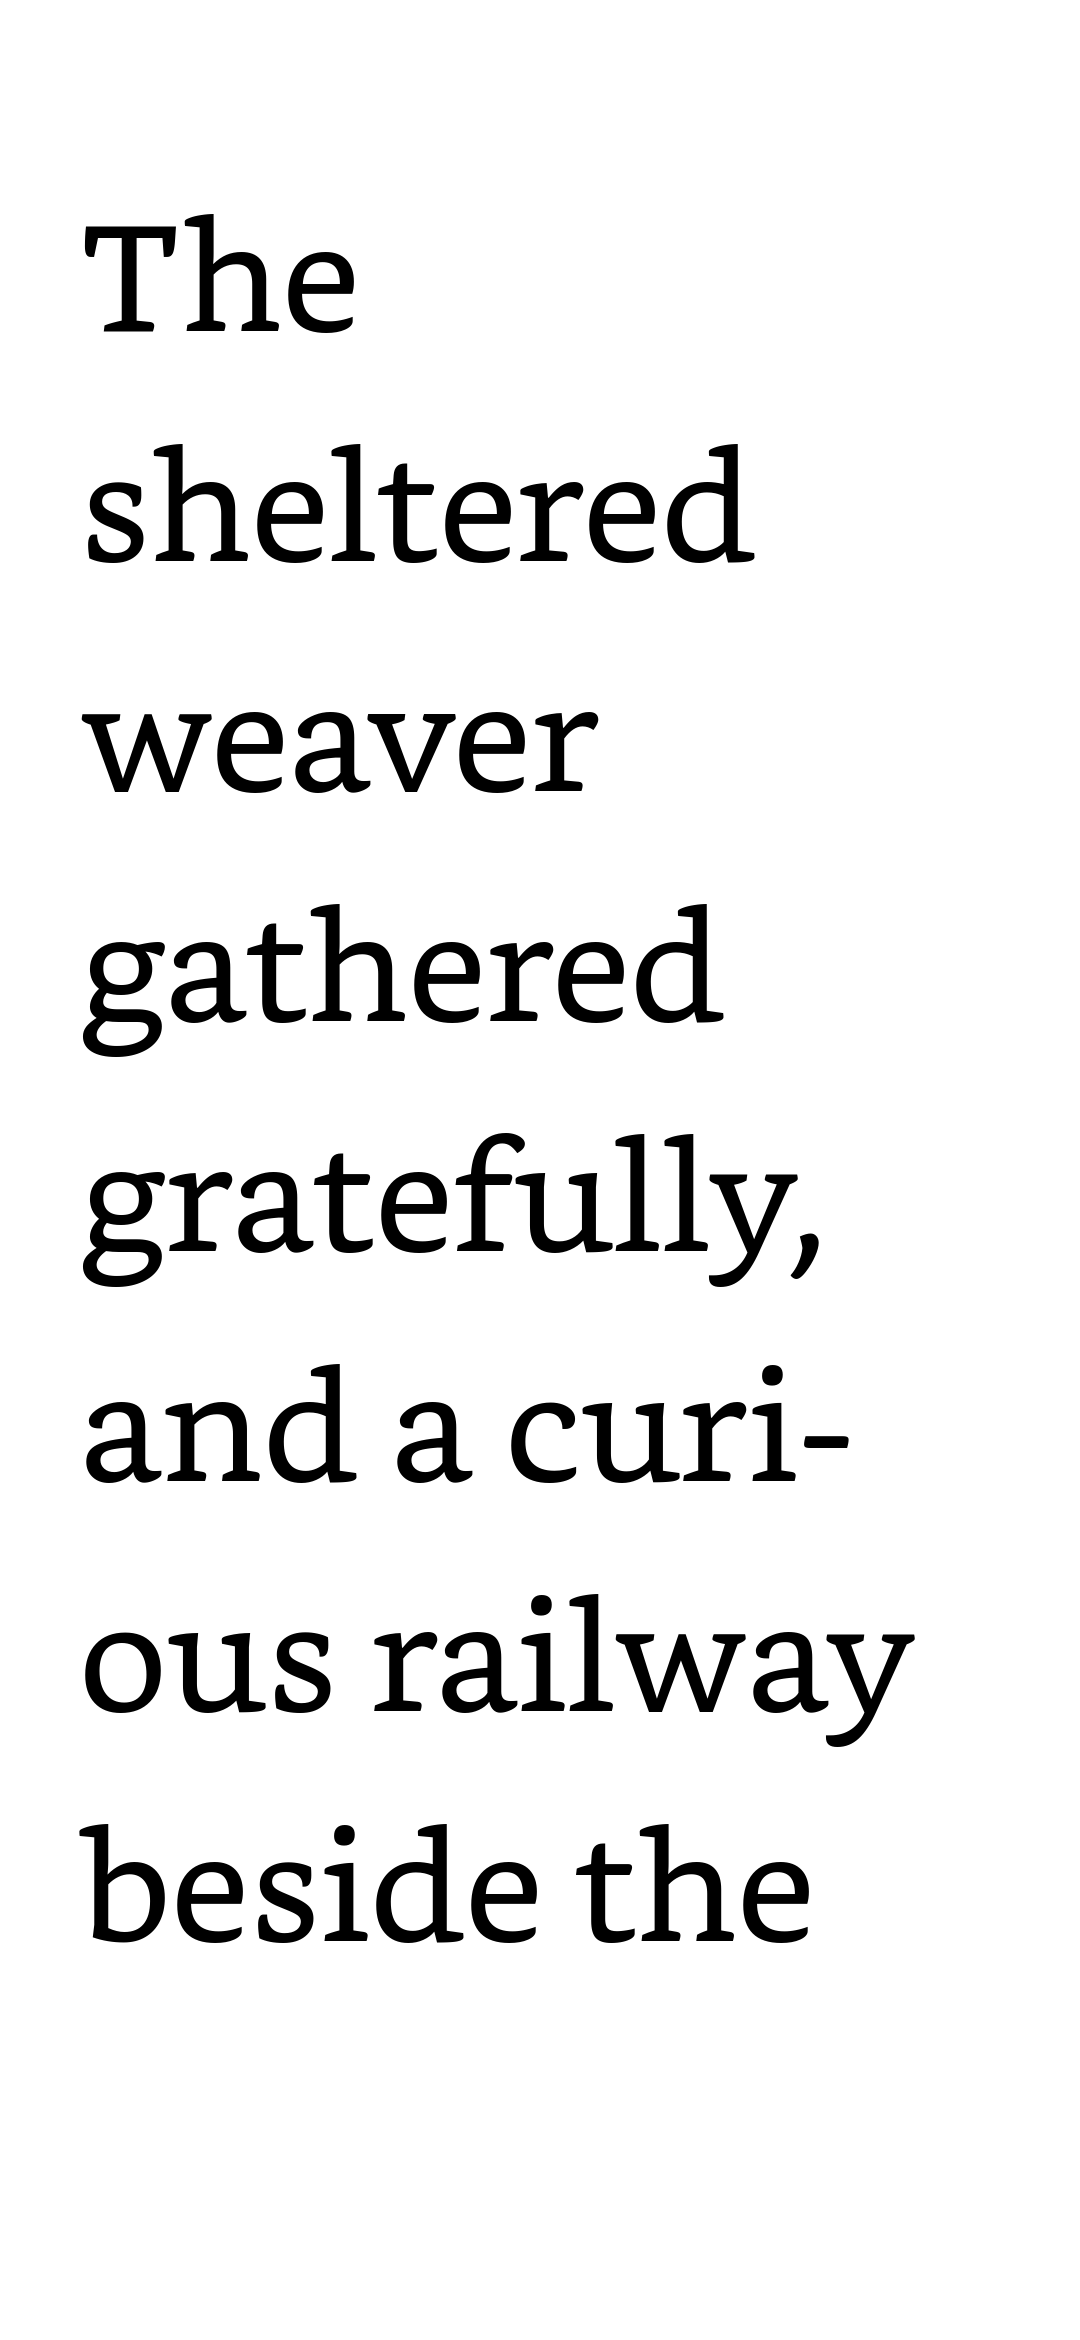 The
sheltered
weaver
gathered
gratefully,
and a curi-
ous railway
beside the